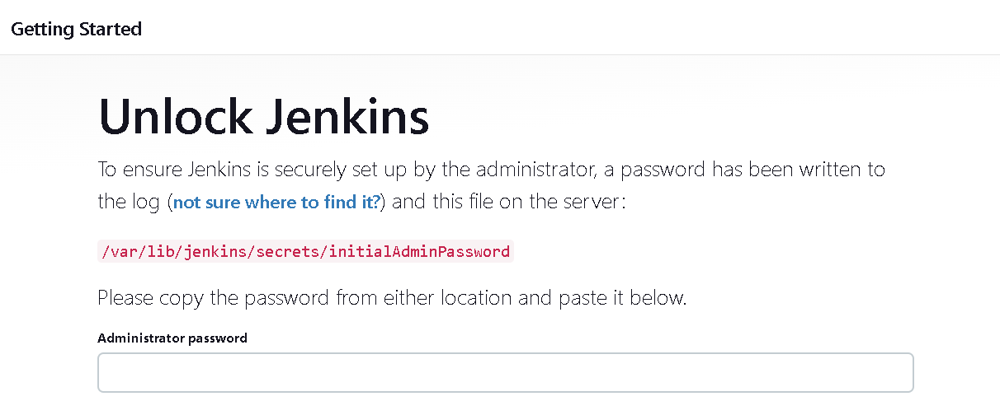 Getting Started
Unlock Jenkins
To ensure Jenkins is securely set up by the administrator, a password has been written to
the log (not sure where to find it?) and this file on the server:
/var/lib/jenkins/secrets/initialAdminPassword
Please copy the password from either location and paste it below.
Administrator password